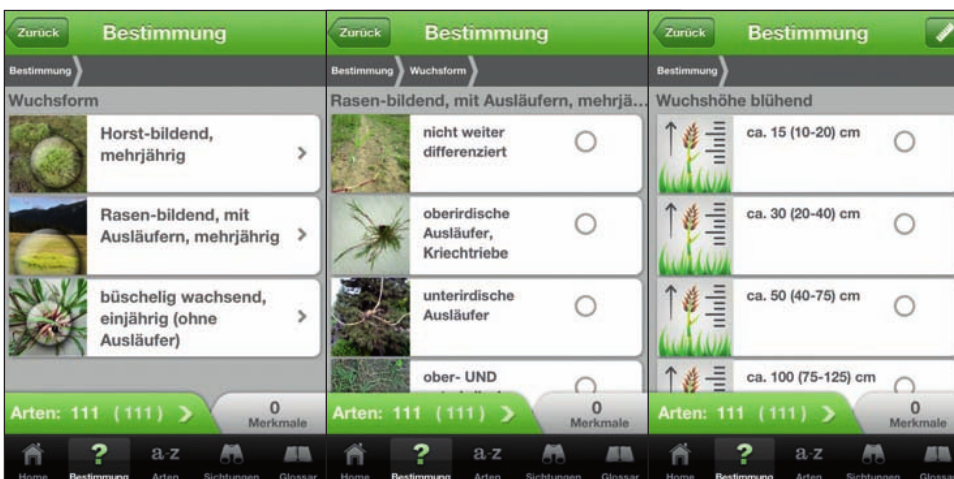 Zurück Bestimmung
Bestimmung
Wuchsform
Horst-bildend,
mehrjährig
Rasen-bildend, mit
Ausläufern, mehrjährig
büschelig wachsend,
einjährig (ohne
Ausläufer)
Arten: 111 (111)
0
Merkmale
Home Bestimmung a-z Arten Sichtungen Glossar
Zurück Bestimmung
Bestimmung Wuchsform
Rasen-bildend, mit Ausläufern, mehrjä...
nicht weiter
differenziert
oberirdische
Ausläufer,
Kriechtriebe
unterirdische
Ausläufer
ober- UND
Arten: 111 (111)
0
Merkmale
Home Bestimmung a-z Arten Sichtungen Glossar
Zurück Bestimmung
Bestimmung
Wuchshöhe blühend
ca. 15 (10-20) cm
ca. 30 (20-40) cm
ca. 50 (40-75) cm
ca. 100 (75-125) cm
Arten: 111 (111)
0
Merkmale
Home Bestimmung a-z Arten Sichtungen Glossar